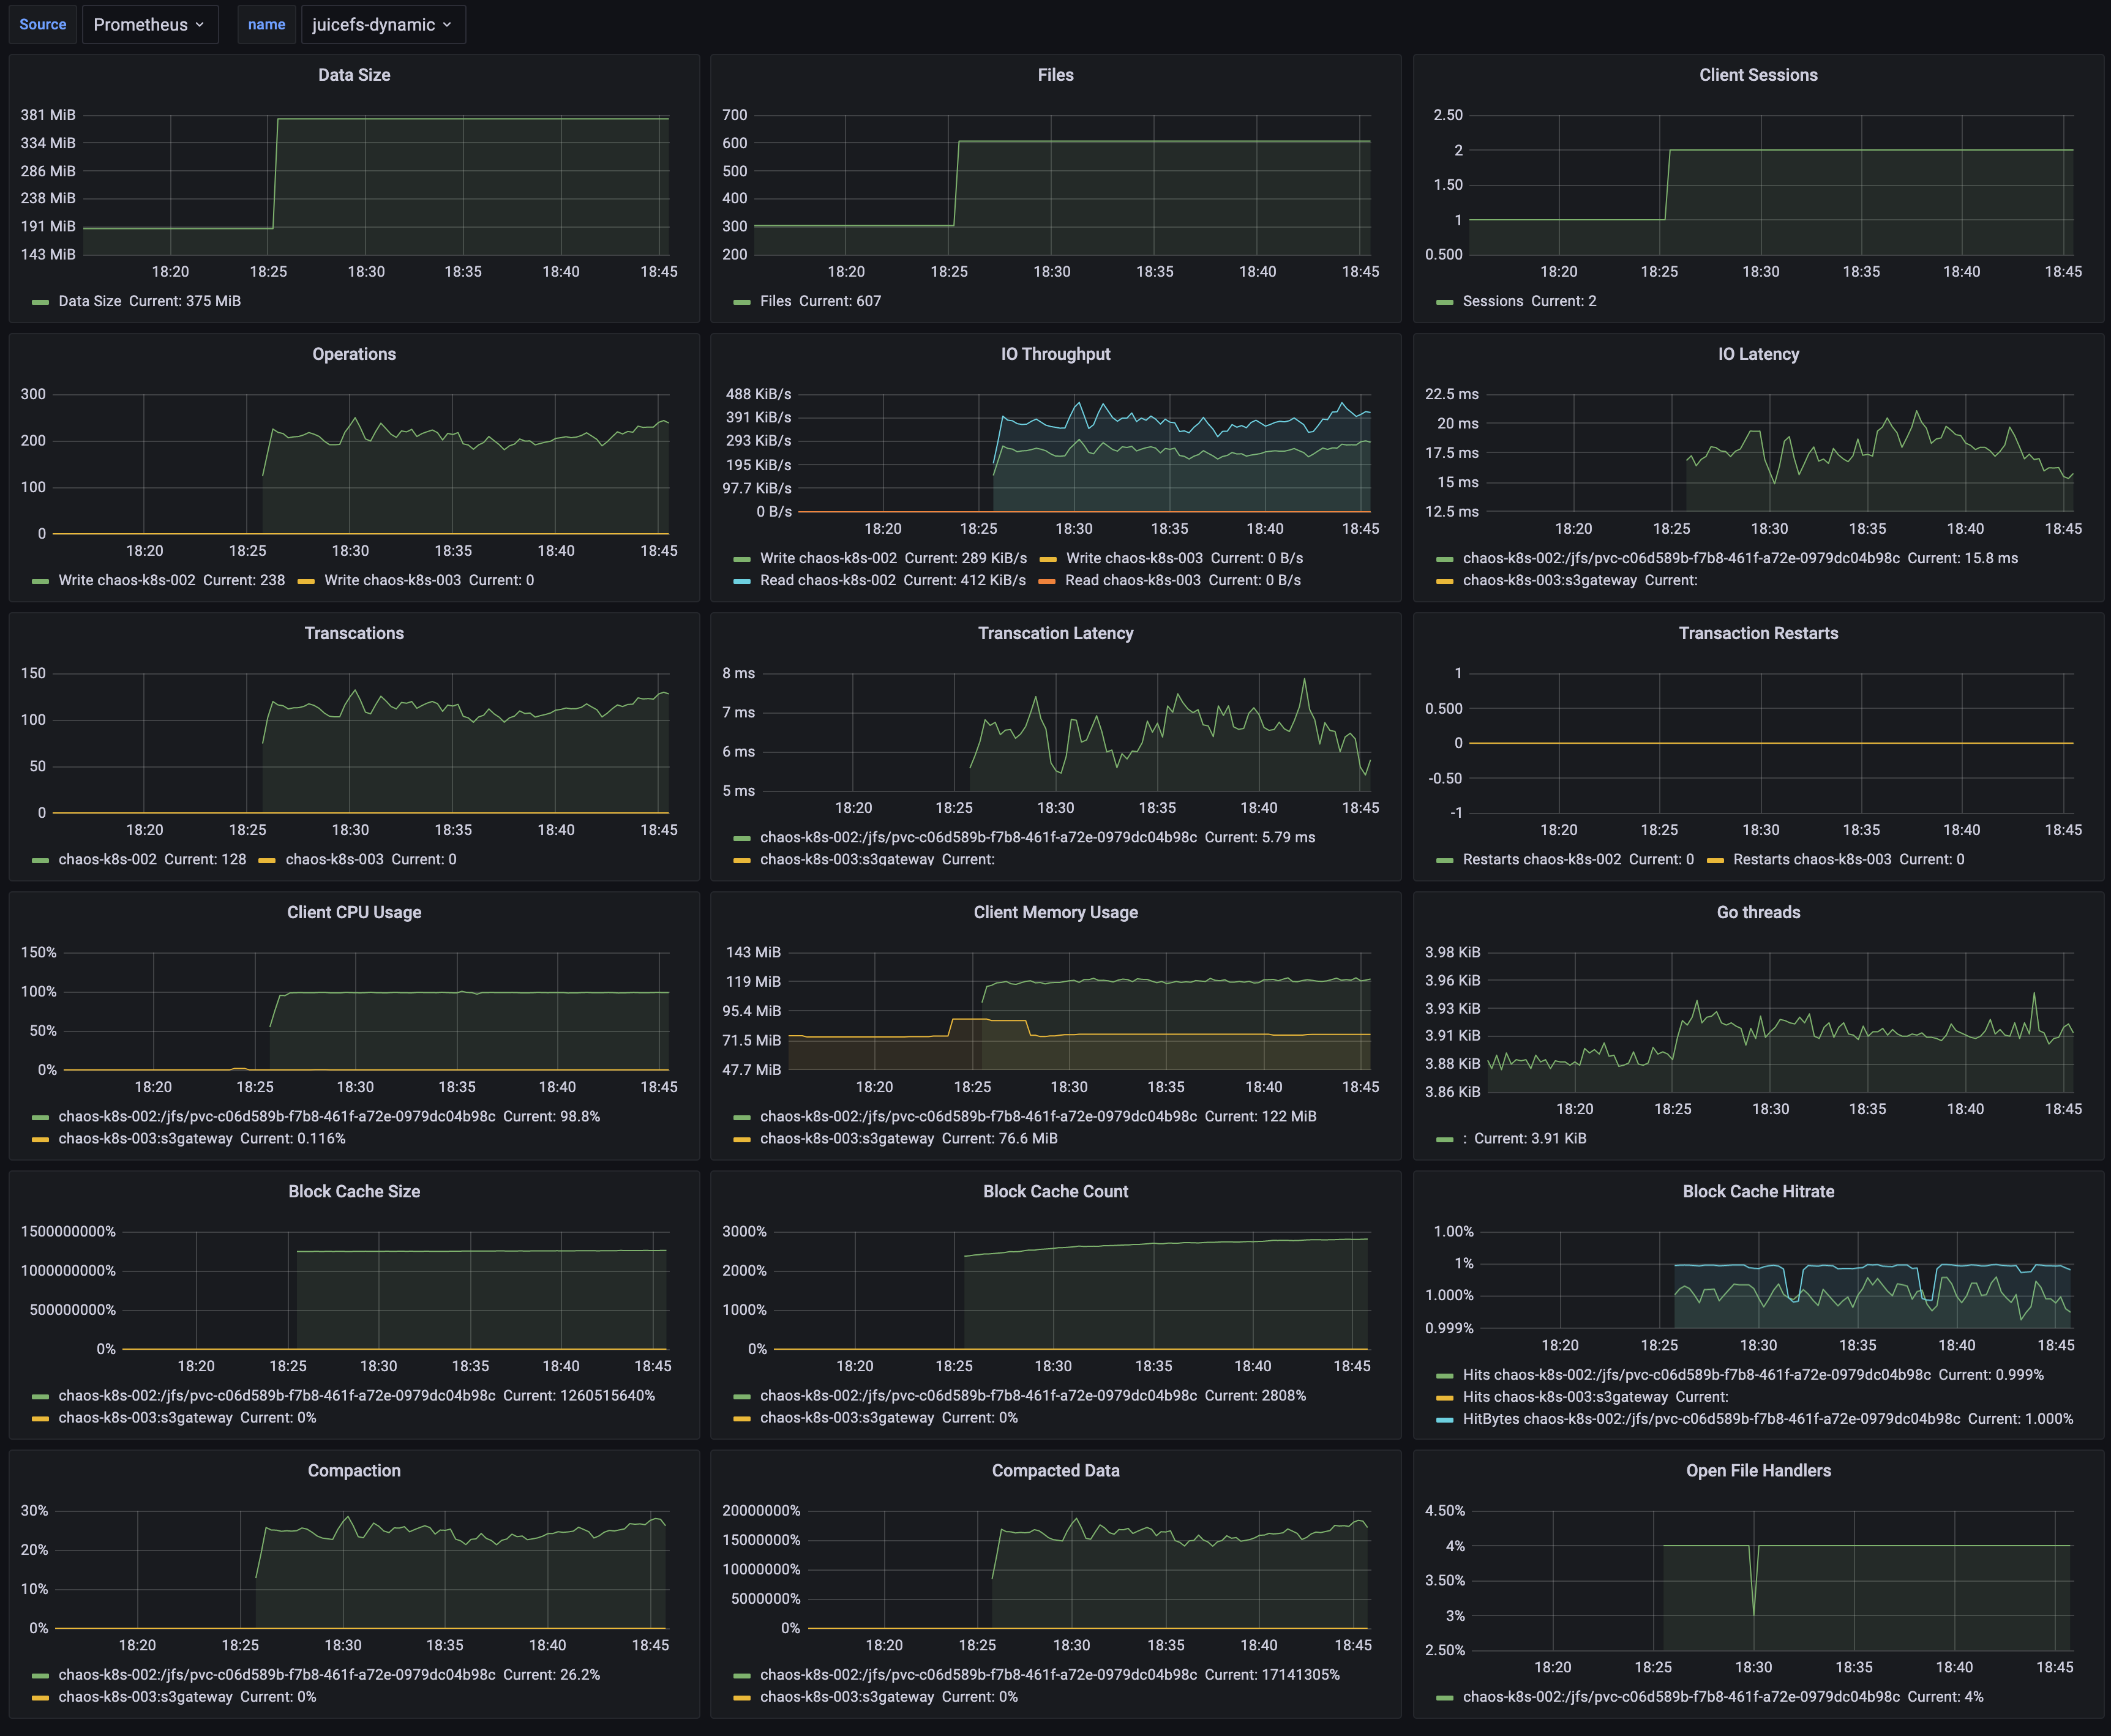 Source Prometheus name juicefs-dynamic
Data Size
381 MiB
334 MiB
286 MiB
238 MiB
191 MiB
143 MiB
18:20 18:25 18:30 18:35 18:40 18:45
Data Size Current: 375 MiB
Files
700
600
500
400
300
200
18:20 18:25 18:30 18:35 18:40 18:45
Files Current: 607
Client Sessions
2.50
2
1.50
1
0.500
18:20 18:25 18:30 18:35 18:40 18:45
Sessions Current: 2
Operations
300
200
100
0
18:20 18:25 18:30 18:35 18:40 18:45
Write chaos-k8s-002 Current: 238 Write chaos-k8s-003 Current: 0
IO Throughput
488 KiB/s
391 KiB/s
293 KiB/s
195 KiB/s
97.7 KiB/s
0 B/s
18:20 18:25 18:30 18:35 18:40 18:45
Write chaos-k8s-002 Current: 289 KiB/s Write chaos-k8s-003 Current: 0 B/s
Read chaos-k8s-002 Current: 412 KiB/s Read chaos-k8s-003 Current: 0 B/s
IO Latency
22.5 ms
20 ms
17.5 ms
15 ms
12.5 ms
18:20 18:25 18:30 18:35 18:40 18:45
chaos-k8s-002:/jfs/pvc-c06d589b-f7b8-461f-a72e-0979dc04b98c Current: 15.8 ms
chaos-k8s-003:s3gateway Current:
Transcations
150
100
50
0
18:20 18:25 18:30 18:35 18:40 18:45
chaos-k8s-002 Current: 128 chaos-k8s-003 Current: 0
Transcation Latency
8 ms
7 ms
6 ms
5 ms
18:20 18:25 18:30 18:35 18:40 18:45
chaos-k8s-002:/jfs/pvc-c06d589b-f7b8-461f-a72e-0979dc04b98c Current: 5.79 ms
chaos-k8s-003:s3gateway Current:
Transaction Restarts
1
0.500
0
-0.50
-1
18:20 18:25 18:30 18:35 18:40 18:45
Restarts chaos-k8s-002 Current: 0 Restarts chaos-k8s-003 Current: 0
Client CPU Usage
150%
100%
50%
0%
18:20 18:25 18:30 18:35 18:40 18:45
chaos-k8s-002:/jfs/pvc-c06d589b-f7b8-461f-a72e-0979dc04b98c Current: 98.8%
chaos-k8s-003:s3gateway Current: 0.116%
Client Memory Usage
143 MiB
119 MiB
95.4 MiB
71.5 MiB
47.7 MiB
18:20 18:25 18:30 18:35 18:40 18:45
chaos-k8s-002:/jfs/pvc-c06d589b-f7b8-461f-a72e-0979dc04b98c Current: 122 MiB
chaos-k8s-003:s3gateway Current: 76.6 MiB
Go threads
3.98 KiB
3.96 KiB
3.93 KiB
3.91 KiB
3.88 KiB
3.86 KiB
18:20 18:25 18:30 18:35 18:40 18:45
: Current: 3.91 KiB
Block Cache Size
1500000000%
1000000000%
500000000%
0%
18:20 18:25 18:30 18:35 18:40 18:45
chaos-k8s-002:/jfs/pvc-c06d589b-f7b8-461f-a72e-0979dc04b98c Current: 1260515640%
chaos-k8s-003:s3gateway Current: 0%
Block Cache Count
3000%
2000%
1000%
0%
18:20 18:25 18:30 18:35 18:40 18:45
chaos-k8s-002:/jfs/pvc-c06d589b-f7b8-461f-a72e-0979dc04b98c Current: 2808%
chaos-k8s-003:s3gateway Current: 0%
Block Cache Hitrate
1.00%
1%
1.000%
0.999%
18:20 18:25 18:30 18:35 18:40 18:45
Hits chaos-k8s-002:/jfs/pvc-c06d589b-f7b8-461f-a72e-0979dc04b98c Current: 0.999%
Hits chaos-k8s-003:s3gateway Current:
HitBytes chaos-k8s-002:/jfs/pvc-c06d589b-f7b8-461f-a72e-0979dc04b98c Current: 1.000%
Compaction
30%
20%
10%
0%
18:20 18:25 18:30 18:35 18:40 18:45
chaos-k8s-002:/jfs/pvc-c06d589b-f7b8-461f-a72e-0979dc04b98c Current: 26.2%
chaos-k8s-003:s3gateway Current: 0%
Compacted Data
20000000%
15000000%
10000000%
5000000%
0%
18:20 18:25 18:30 18:35 18:40 18:45
chaos-k8s-002:/jfs/pvc-c06d589b-f7b8-461f-a72e-0979dc04b98c Current: 17141305%
chaos-k8s-003:s3gateway Current: 0%
Open File Handlers
4.50%
4%
3.50%
3%
2.50%
18:20 18:25 18:30 18:35 18:40 18:45
chaos-k8s-002:/jfs/pvc-c06d589b-f7b8-461f-a72e-0979dc04b98c Current: 4%